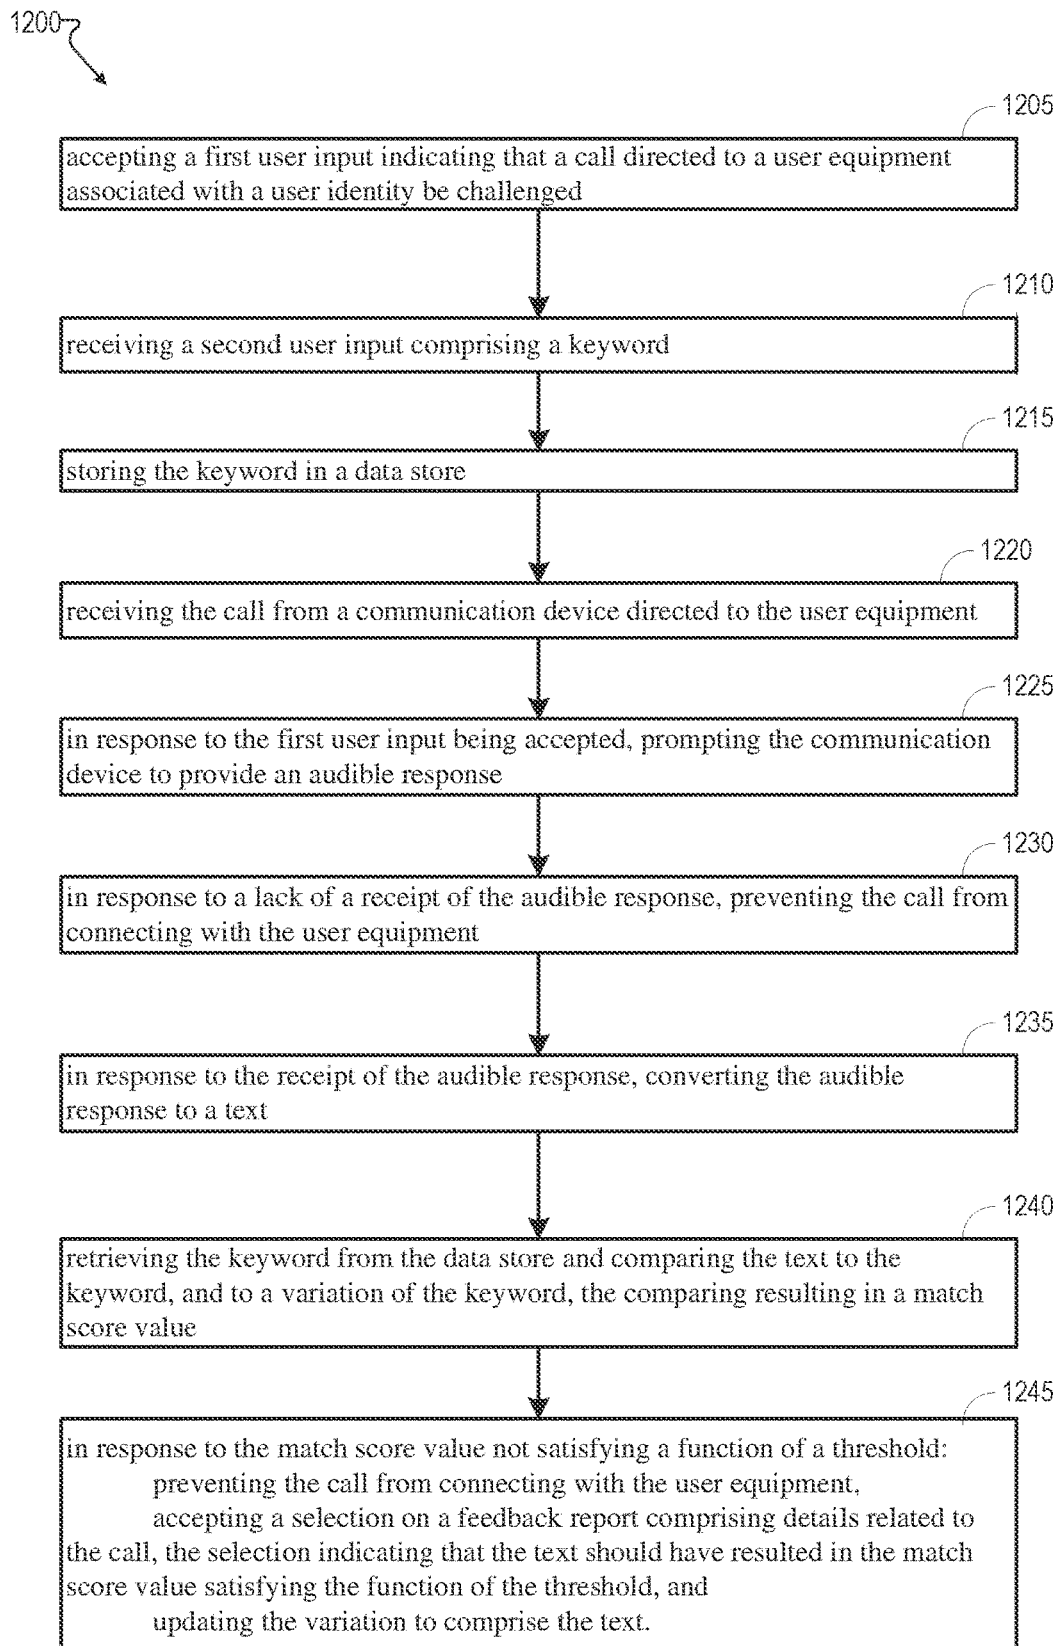 1200
1205
accepting a first user input indicating that a call directed to a user equipment
associated with a user identity be challenged
1210
receiving a second user input comprising a keyword
1215
storing the keyword in a data store
1220
receiving the call from a communication device directed to the user equipment
1225
in response to the first user input being accepted, prompting the communication
device to provide an audible response
1230
in response to a lack of a receipt of the audible response, preventing the call from
connecting with the user equipment
1235
in response to the receipt of the audible response, converting the audible
response to a text
1240
retrieving the keyword from the data store and comparing the text to the
keyword, and to a variation of the keyword, the comparing resulting in a match
score value
1245
in response to the match score value not satisfying a function of a threshold:
preventing the call from connecting with the user equipment,
accepting a selection on a feedback report comprising details related to
the call, the selection indicating that the text should have resulted in the match
score value satisfying the function of the threshold, and
updating the variation to comprise the text.